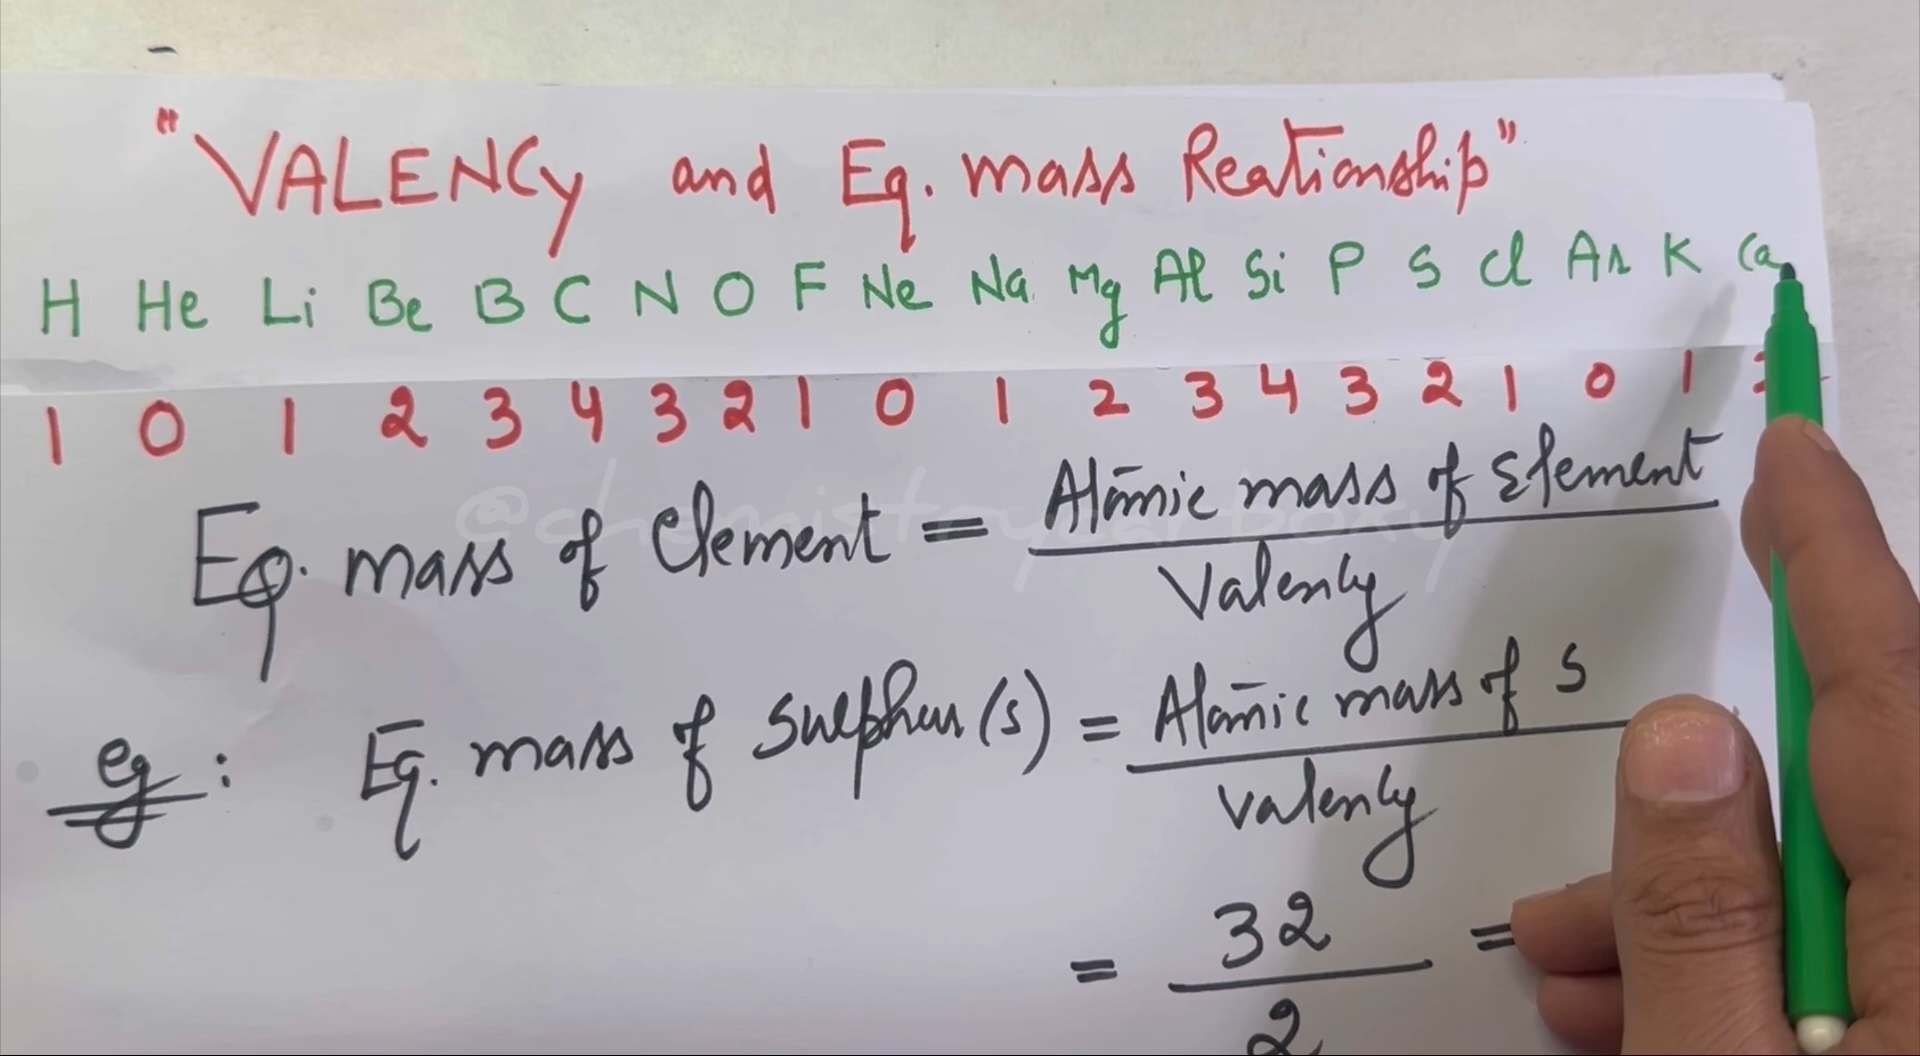 "VALENCY and Eq. mass Reationship"
H He Li Be B C N O F Ne Na Mg Al Si P S Cl Ar K Ca
1 0 1 2 3 4 3 2 1 0 1 2 3 4 3 2 1 0 1
Eq. mass of Element = Atomic mass of Element
Valency
eg : Eq. mass of Sulphur (s) = Atomic mass of S
Valency
= 32 =
2